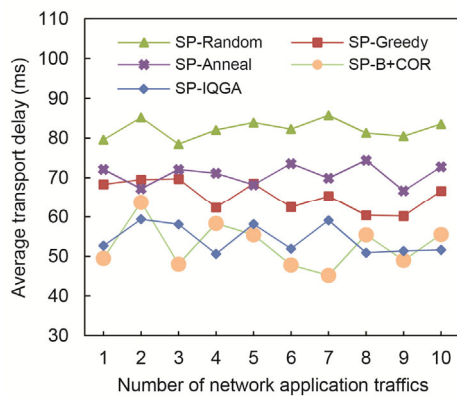 110
100
90
80
70
60
50
40
30
Average transport delay (ms)
SP-Random
SP-Greedy
SP-Anneal
SP-B+COR
SP-IQGA
1 2 3 4 5 6 7 8 9 10
Number of network application traffics